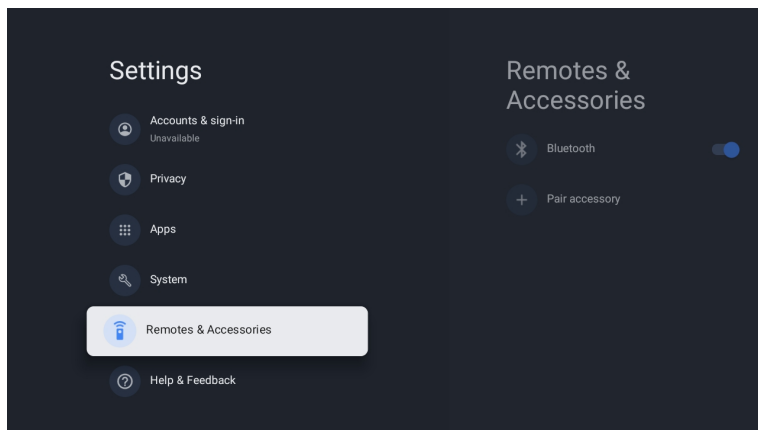 Settings
Accounts & sign-in
Unavailable
Privacy
Apps
System
Remotes & Accessories
Help & Feedback
Remotes &
Accessories
Bluetooth
Pair accessory